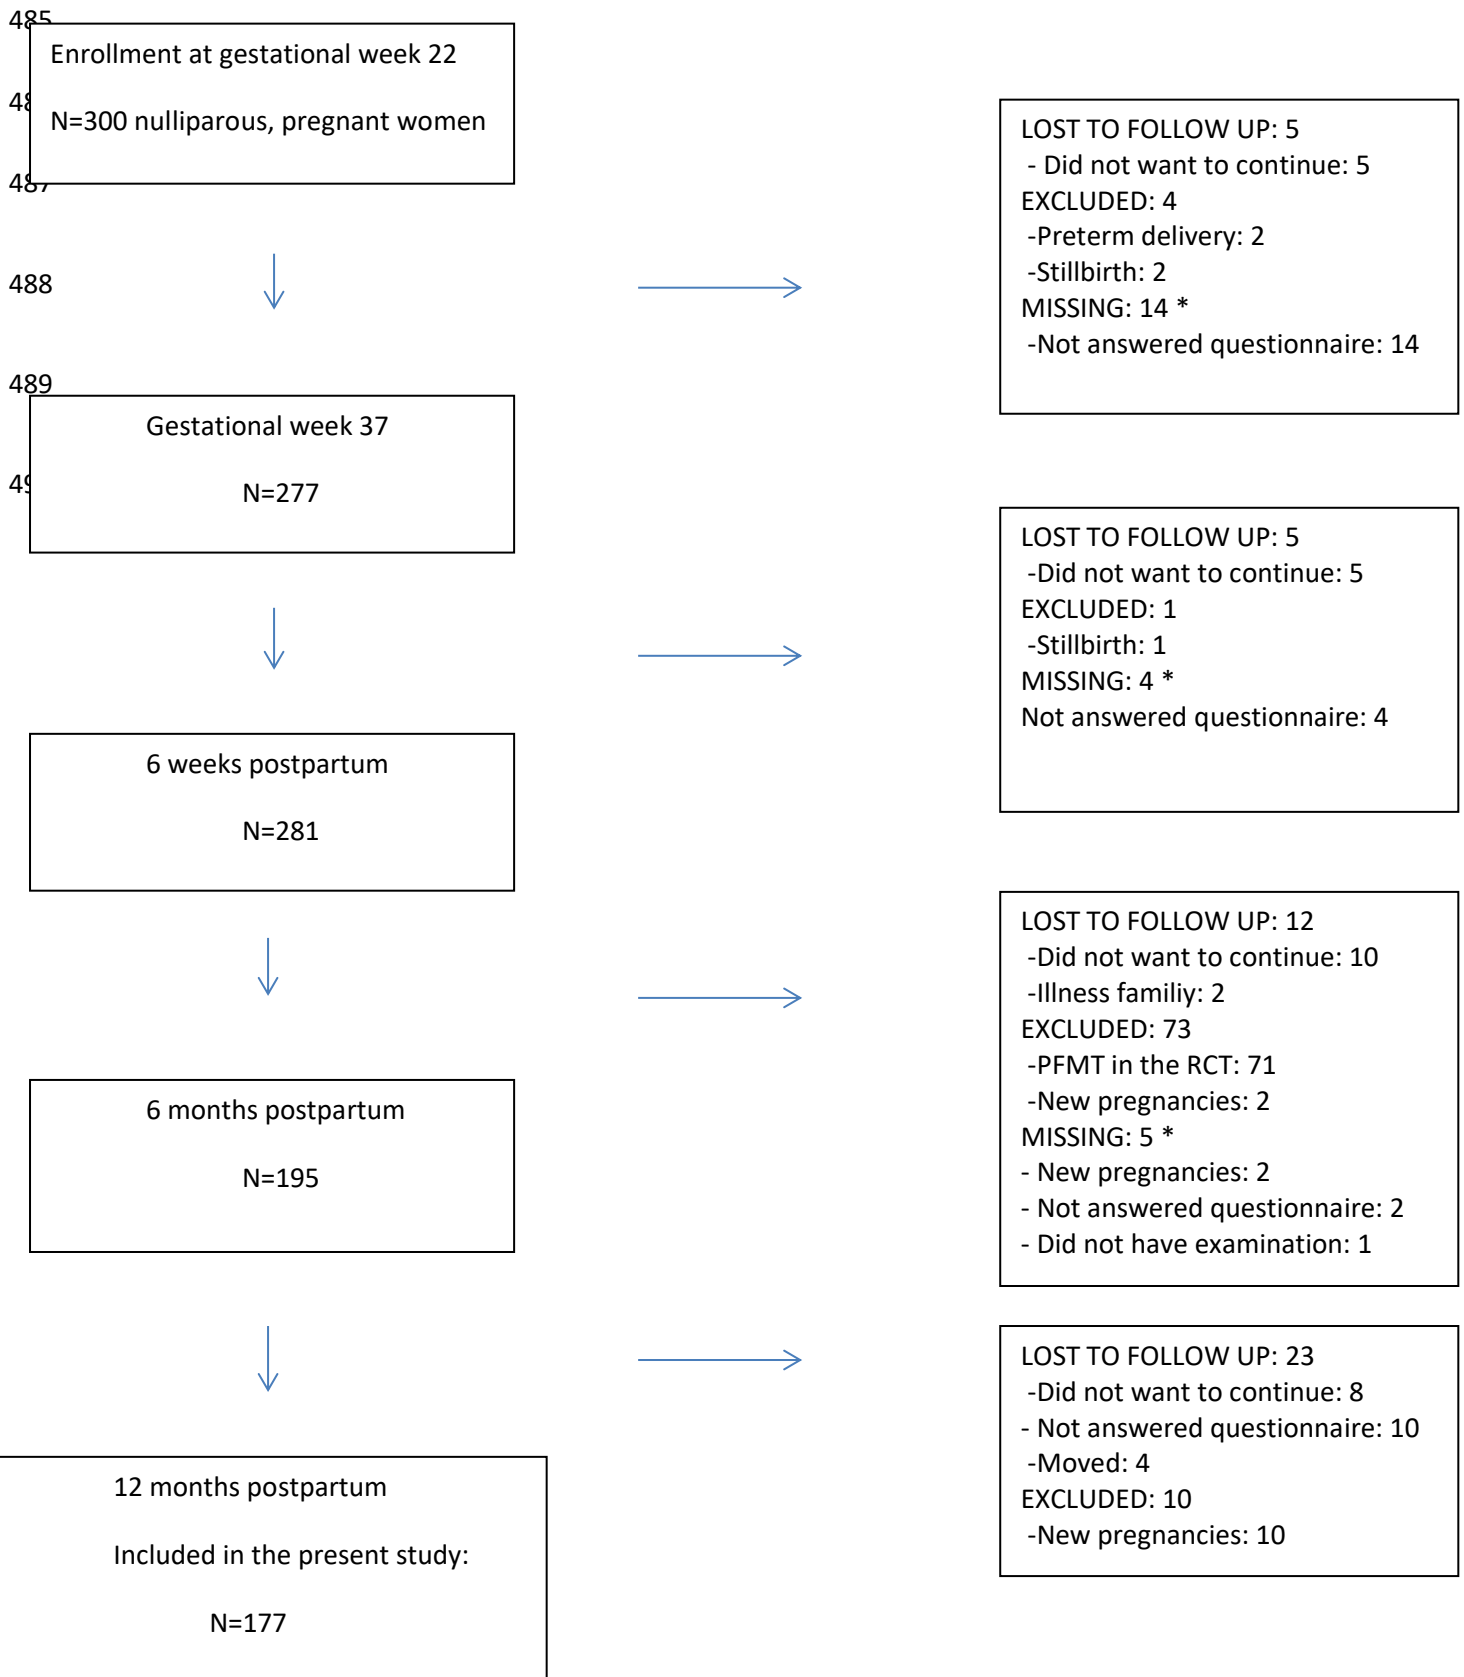 485
Enrollment at gestational week 22
N=300 nulliparous, pregnant women
487
488
489
LOST TO FOLLOW UP: 5
- Did not want to continue: 5
EXCLUDED: 4
-Preterm delivery: 2
-Stillbirth: 2
MISSING: 14 *
-Not answered questionnaire: 14
Gestational week 37
N=277
LOST TO FOLLOW UP: 5
-Did not want to continue: 5
EXCLUDED: 1
-Stillbirth: 1
MISSING: 4 *
Not answered questionnaire: 4
6 weeks postpartum
N=281
LOST TO FOLLOW UP: 12
-Did not want to continue: 10
-Illness familiy: 2
EXCLUDED: 73
-PFMT in the RCT: 71
-New pregnancies: 2
MISSING: 5 *
- New pregnancies: 2
- Not answered questionnaire: 2
- Did not have examination: 1
6 months postpartum
N=195
LOST TO FOLLOW UP: 23
-Did not want to continue: 8
- Not answered questionnaire: 10
-Moved: 4
EXCLUDED: 10
-New pregnancies: 10
12 months postpartum
Included in the present study:
N=177